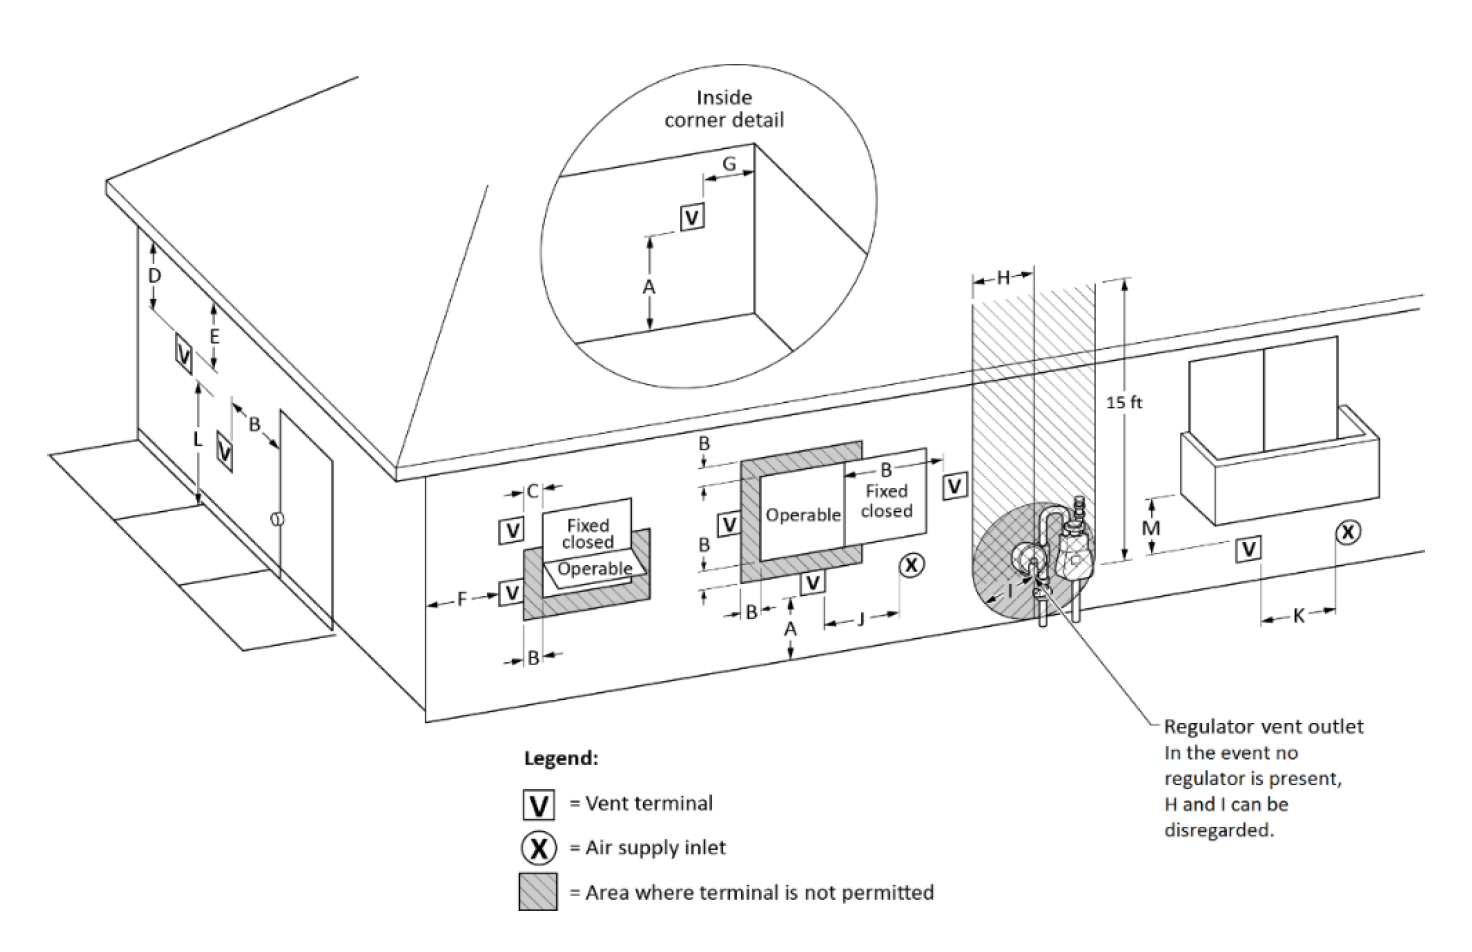 Inside
corner detail
G
V
A
H
D
E
V
15 ft
B
L
V
B
B
V
Fixed
closed
Operable
C
V
Fixed
closed
V
M
X
V
B
X
Operable
V
I
K
F
V
B
A
J
B
Regulator vent outlet
In the event no
regulator is present,
H and I can be
disregarded.
Legend:
V = Vent terminal
X = Air supply inlet
= Area where terminal is not permitted